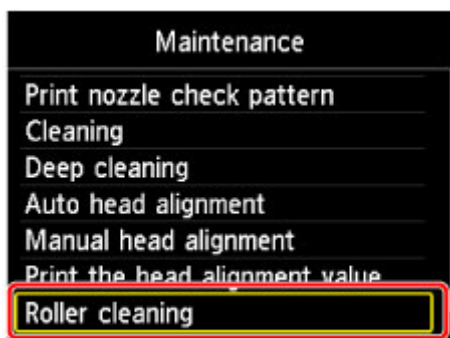 Maintenance
Print nozzle check pattern
Cleaning
Deep cleaning
Auto head alignment
Manual head alignment
Print the head alignment value
Roller cleaning